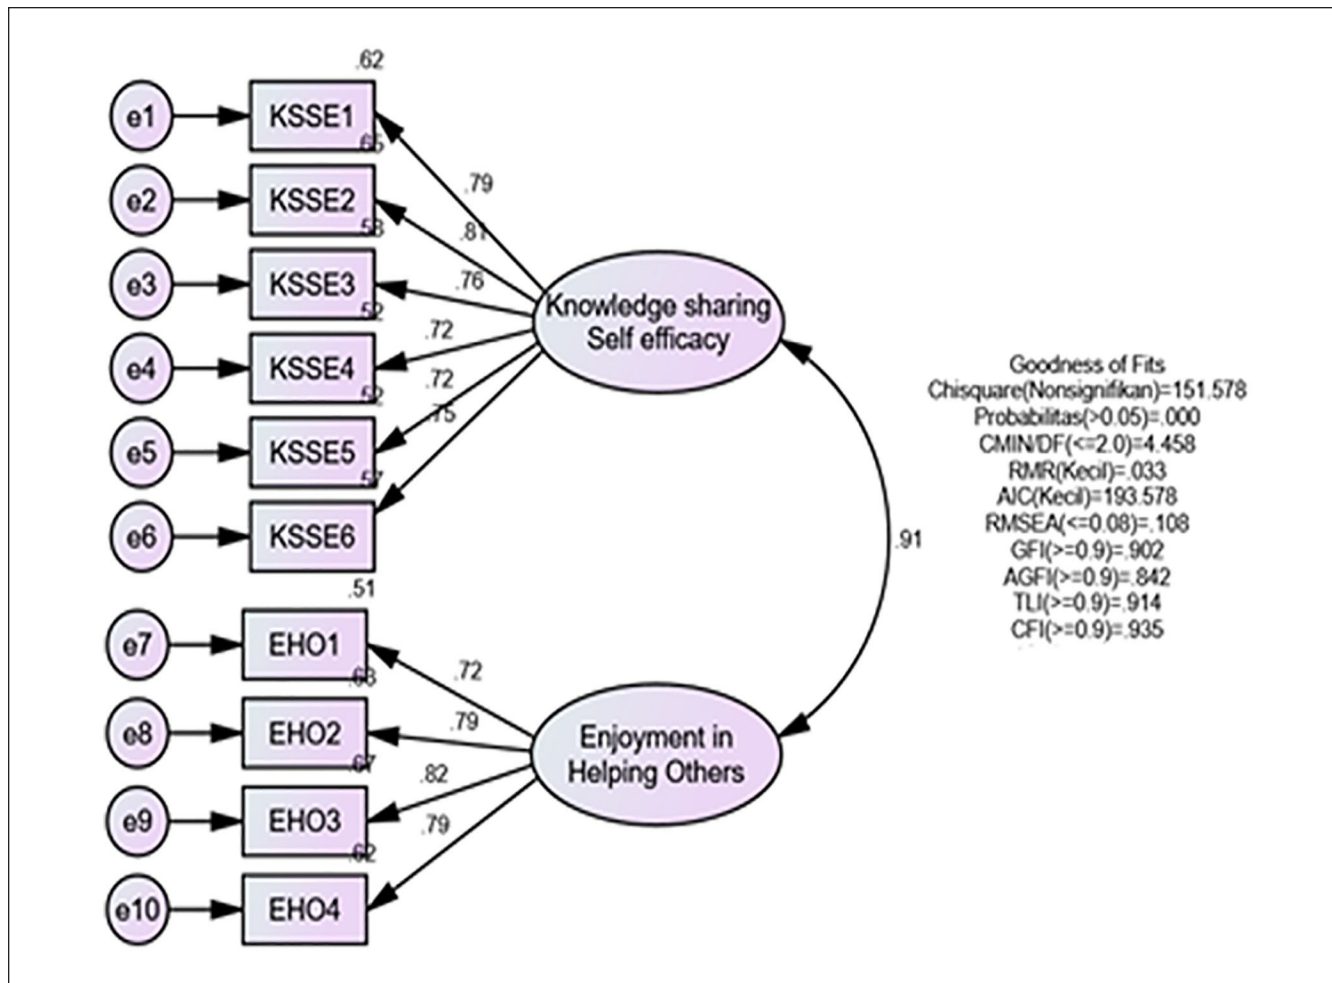 .62
e1
KSSE1
.65
e2
KSSE2
.58
e3
KSSE3
.52
e4
KSSE4
.52
e5
KSSE5
.57
e6
KSSE6
.79
.81
.76
.72
.72
.75
Knowledge sharing
Self efficacy
.51
e7
EHO1
.63
e8
EHO2
.67
e9
EHO3
.62
e10
EHO4
.72
.79
.82
.79
Enjoyment in
Helping Others
.91
Goodness of Fits
Chisquare(Nonsignifikan)=151.578
Probabilitas(>0.05)=.000
CMIN/DF(<=2.0)=4.458
RMR(Kecil)=.033
AIC(Kecil)=193.578
RMSEA(<=0.08)=.108
GFI(>=0.9)=.902
AGFI(>=0.9)=.842
TLI(>=0.9)=.914
CFI(>=0.9)=.935